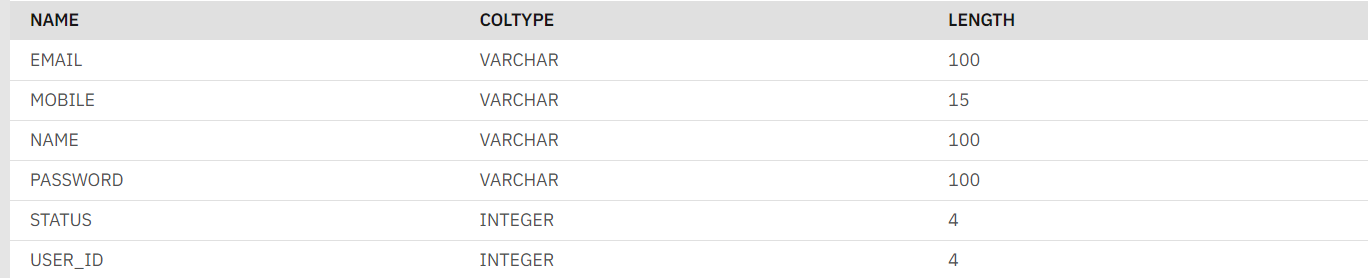 NAME COLTYPE LENGTH
EMAIL VARCHAR 100
MOBILE VARCHAR 15
NAME VARCHAR 100
PASSWORD VARCHAR 100
STATUS INTEGER 4
USER_ID INTEGER 4